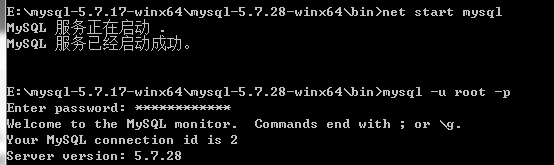 E:\mysql-5.7.17-winx64\mysql-5.7.28-winx64\bin>net start mysql
MySQL 服务正在启动 .
MySQL 服务已经启动成功。
E:\mysql-5.7.17-winx64\mysql-5.7.28-winx64\bin>mysql -u root -p
Enter password: ************
Welcome to the MySQL monitor.  Commands end with ; or \g.
Your MySQL connection id is 2
Server version: 5.7.28